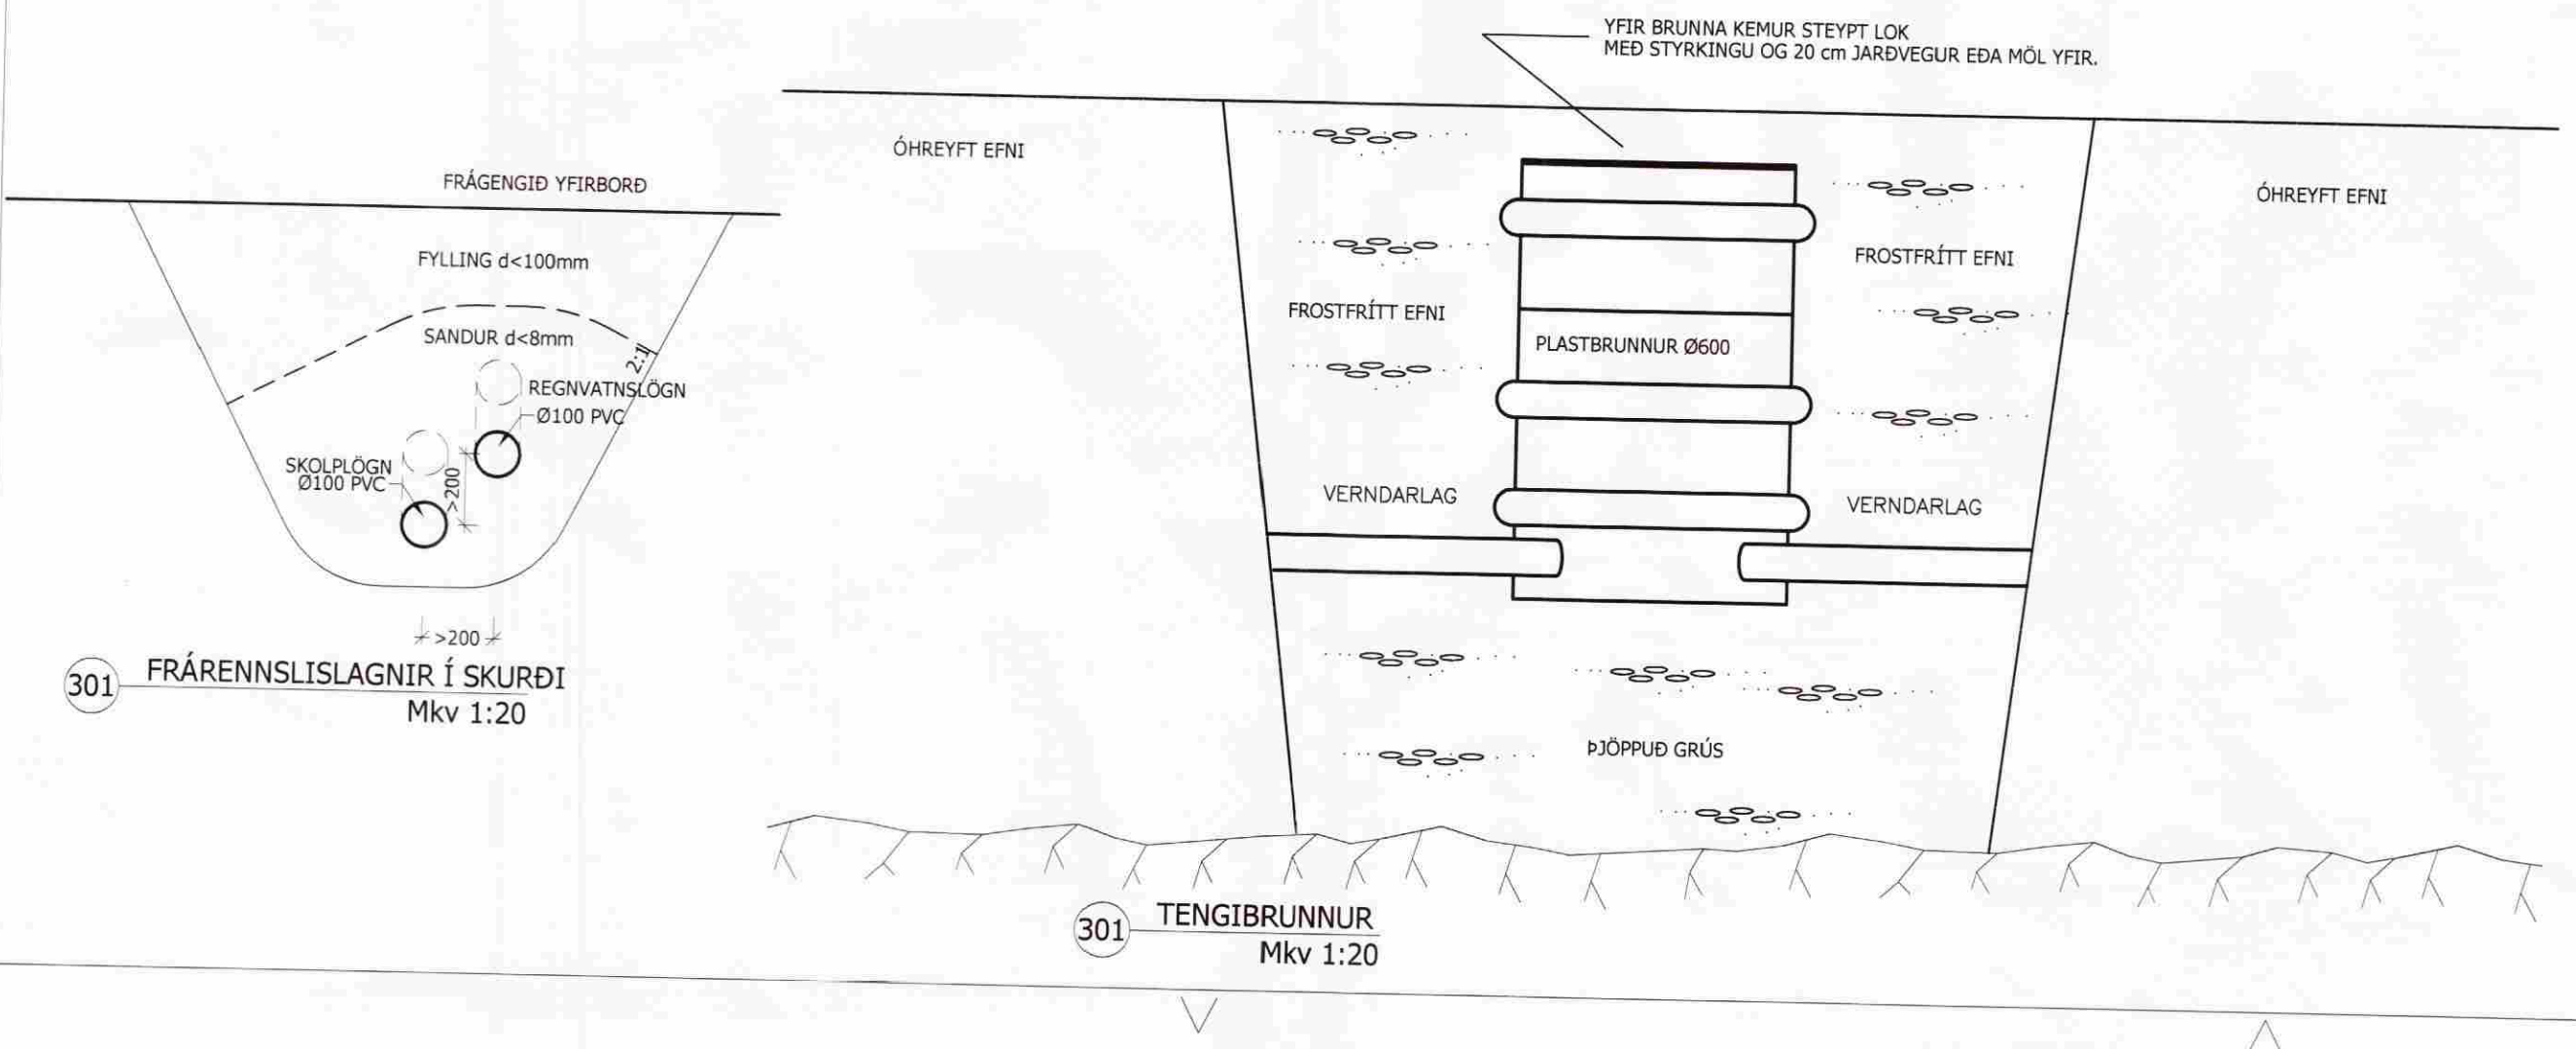 YFIR BRUNNA KEMUR STEYPT LOK
MEÐ STYRKINGU OG 20 cm JARÐVEGUR EÐA MÖL YFIR.
FRÁGENGIÐ YFIRBORÐ
FYLLING d<100mm
SANDUR d<8mm
2:1
REGNVATNSLÖGN
Ø100 PVC
SKOLPLÖGN
Ø100 PVC
>200
>200
301
FRÁRENNSLISLAGNIR Í SKURÐI
Mkv 1:20
ÓHREYFT EFNI
ÓHREYFT EFNI
FROSTFRÍTT EFNI
FROSTFRÍTT EFNI
PLASTBRUNNUR Ø600
VERNDARLAG
VERNDARLAG
ÞJÖPPUÐ GRÚS
301
TENGIBRUNNUR
Mkv 1:20